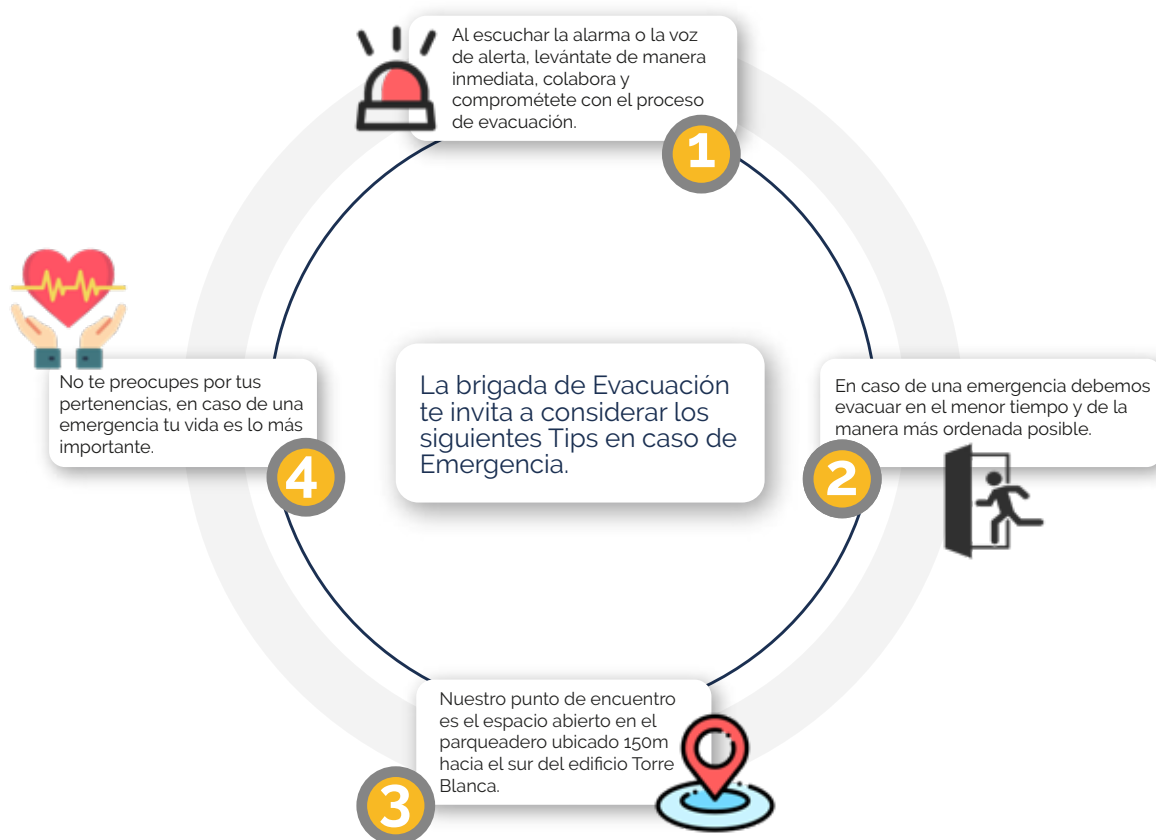 Al escuchar la alarma o la voz
de alerta, levántate de manera
inmediata, colabora y
comprométete con el proceso
de evacuación.
1
La brigada de Evacuación
te invita a considerar los
siguientes Tips en caso de
Emergencia.
En caso de una emergencia debemos
evacuar en el menor tiempo y de la
manera más ordenada posible.
2
Nuestro punto de encuentro
es el espacio abierto en el
parqueadero ubicado 150m
hacia el sur del edificio Torre
Blanca.
3
No te preocupes por tus
pertenencias, en caso de una
emergencia tu vida es lo más
importante.
4